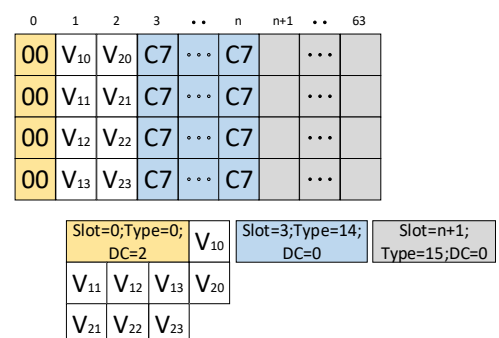 0 1 2 3 •• n n+1 •• 63
00 V₁₀ V₂₀ C7 ∘∘∘ C7 •••
00 V₁₁ V₂₁ C7 ∘∘∘ C7 •••
00 V₁₂ V₂₂ C7 ∘∘∘ C7 •••
00 V₁₃ V₂₃ C7 ∘∘∘ C7 •••
Slot=0;Type=0;
DC=2
V₁₀
Slot=3;Type=14;
DC=0
Slot=n+1;
Type=15;DC=0
V₁₁ V₁₂ V₁₃ V₂₀
V₂₁ V₂₂ V₂₃